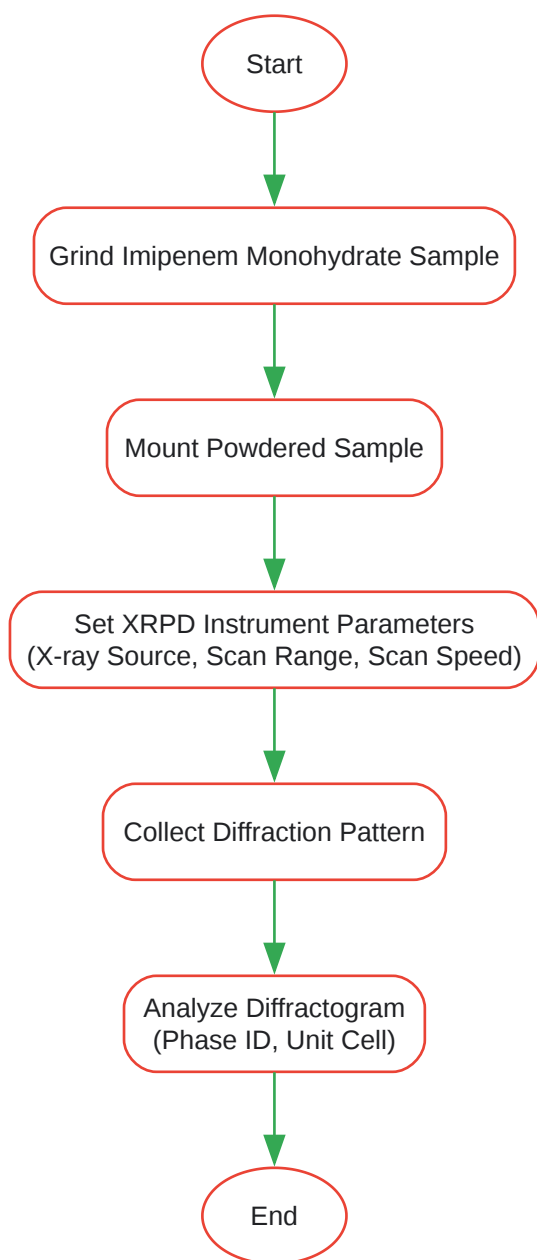 Start
Grind Imipenem Monohydrate Sample
Mount Powdered Sample
Set XRPD Instrument Parameters
(X-ray Source, Scan Range, Scan Speed)
Collect Diffraction Pattern
Analyze Diffractogram
(Phase ID, Unit Cell)
End